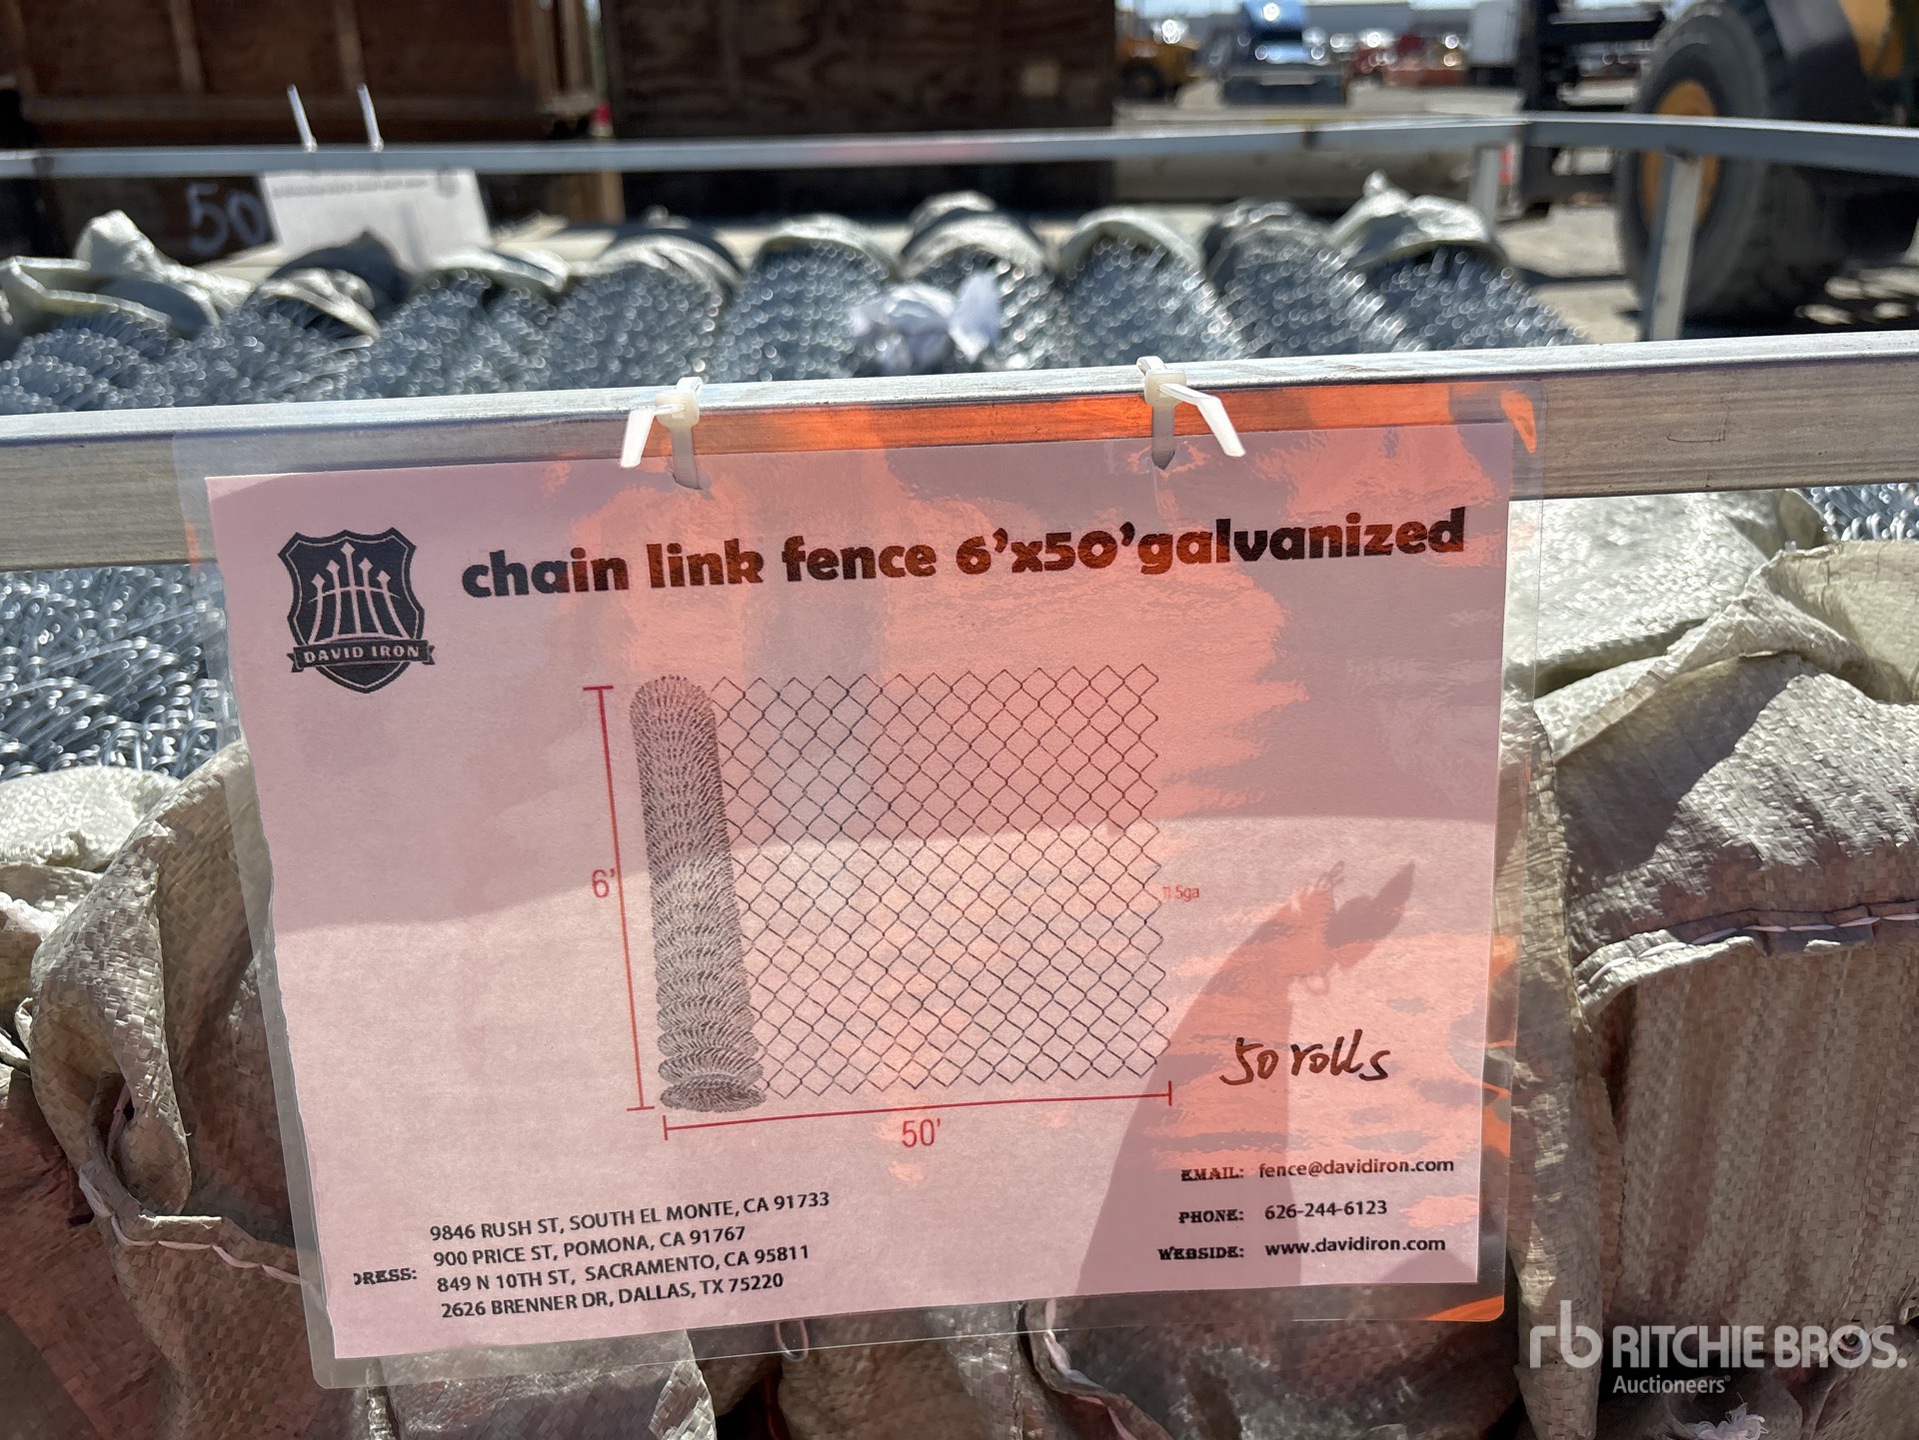 50
chain link fence 6'x50'galvanized
DAVID IRON
6'
11.5ga
50 rolls
50'
EMAIL: fence@davidiron.com
PHONE: 626-244-6123
WEBSIDE: www.davidiron.com
DRESS:
9846 RUSH ST, SOUTH EL MONTE, CA 91733
900 PRICE ST, POMONA, CA 91767
849 N 10TH ST, SACRAMENTO, CA 95811
2626 BRENNER DR, DALLAS, TX 75220
rb RITCHIE BROS.
Auctioneers